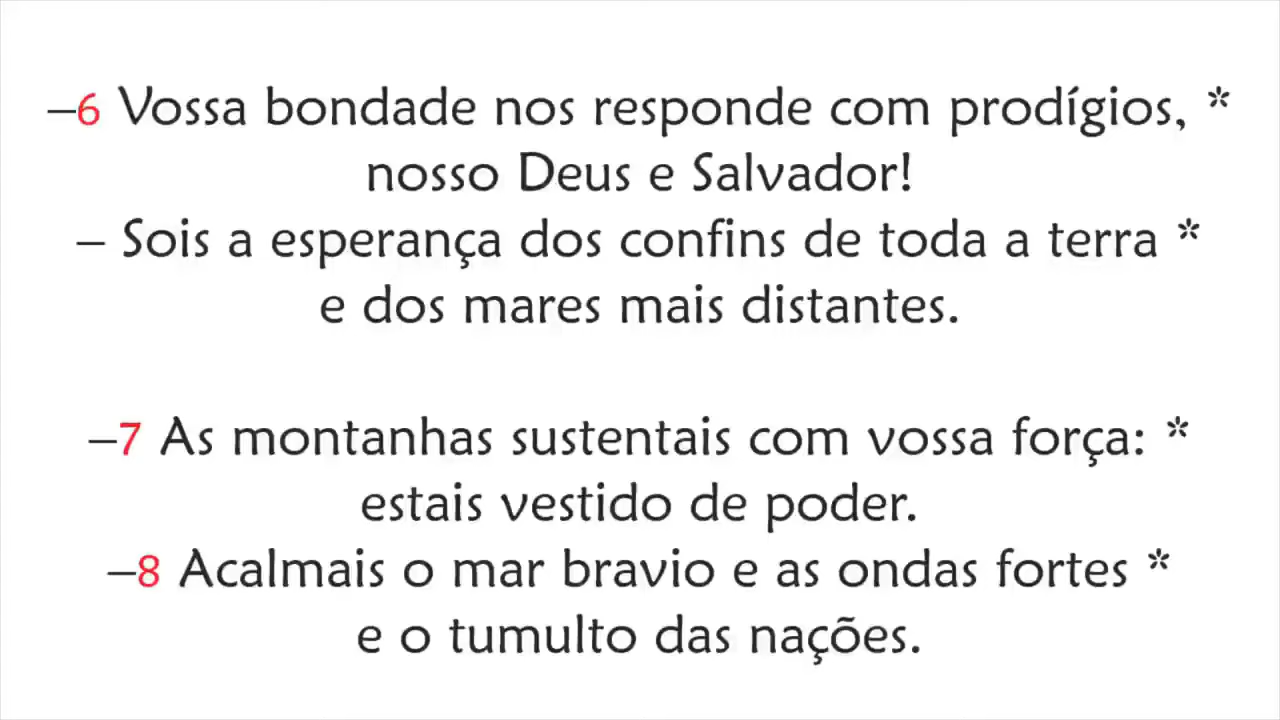 –6 Vossa bondade nos responde com prodígios, *
nosso Deus e Salvador!
– Sois a esperança dos confins de toda a terra *
e dos mares mais distantes.
–7 As montanhas sustentais com vossa força: *
estais vestido de poder.
–8 Acalmais o mar bravio e as ondas fortes *
e o tumulto das nações.